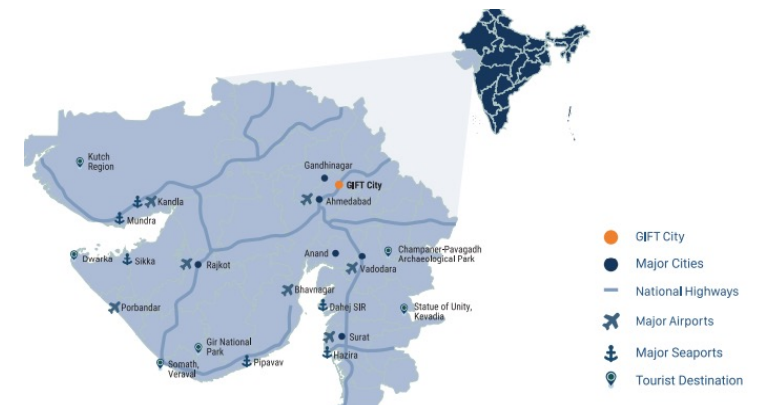 Kutch
Region
Gandhinagar
GIFT City
Kandla
Ahmedabad
Mundra
Dwarka
Sikka
Rajkot
Anand
Vadodara
Champaner-Pavagadh
Archaeological Park
Bhavnagar
Porbandar
Dahej SIR
Statue of Unity,
Kevadia
Gir National
Park
Surat
Hazira
Somath,
Veraval
Pipavav
GIFT City
Major Cities
National Highways
Major Airports
Major Seaports
Tourist Destination